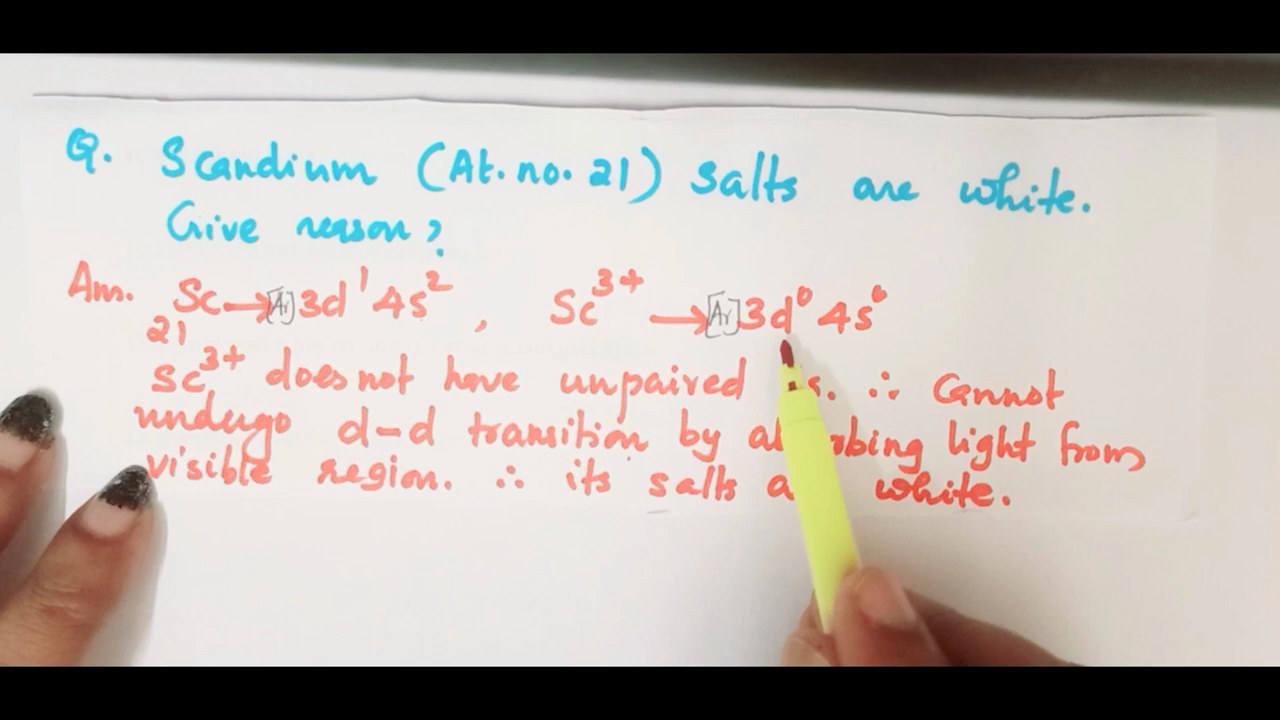 Q. Scandium (At. no. 21) salts are white.
Give reason?
Ans. ₂₁Sc → [Ar] 3d¹ 4s² , Sc³⁺ → [Ar] 3d⁰ 4s⁰
Sc³⁺ does not have unpaired s. ∴ Cannot
undergo d-d transition by light from
visible region. ∴ its salts white.